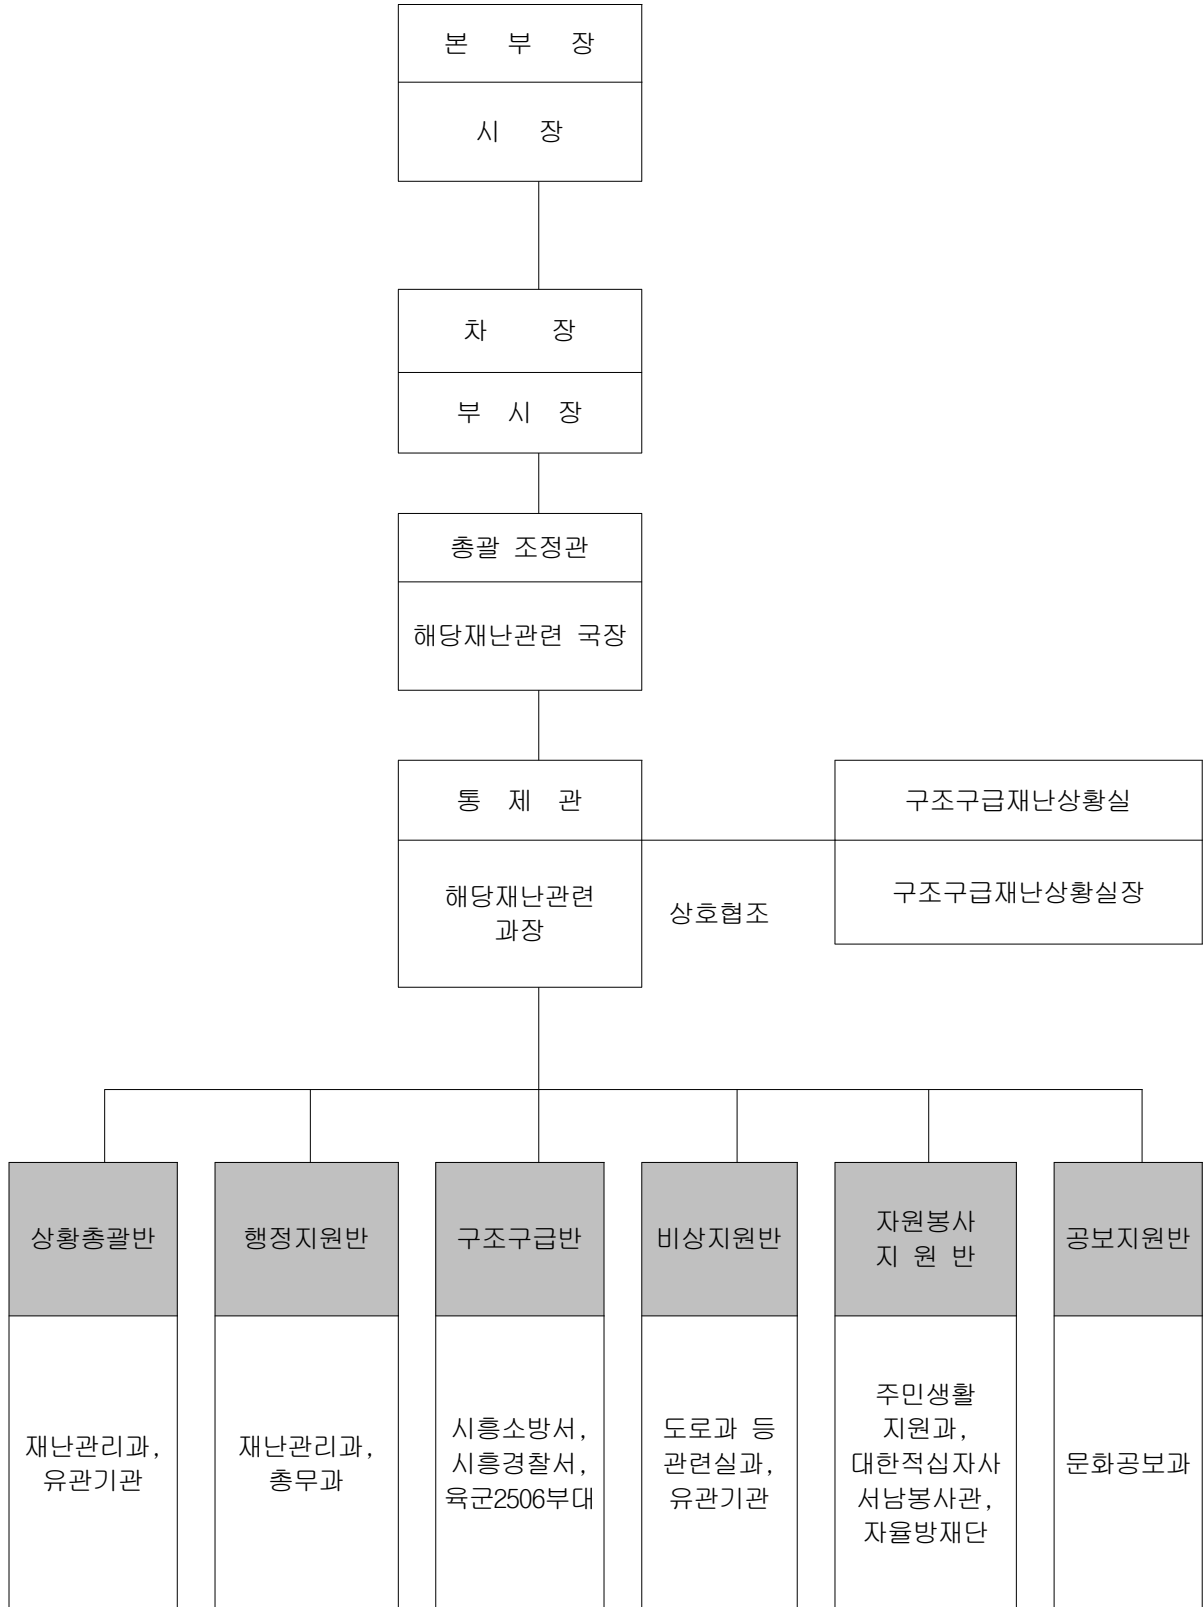 본 부 장
시 장
차 장
부 시 장
총괄 조정관
해당재난관련 국장
통 제 관
해당재난관련
과장
상호협조
구조구급재난상황실
구조구급재난상황실장
상황총괄반
재난관리과,
유관기관
행정지원반
재난관리과,
총무과
구조구급반
시흥소방서,
시흥경찰서,
육군2506부대
비상지원반
도로과 등
관련실과,
유관기관
자원봉사
지 원 반
주민생활
지원과,
대한적십자사
서남봉사관,
자율방재단
공보지원반
문화공보과